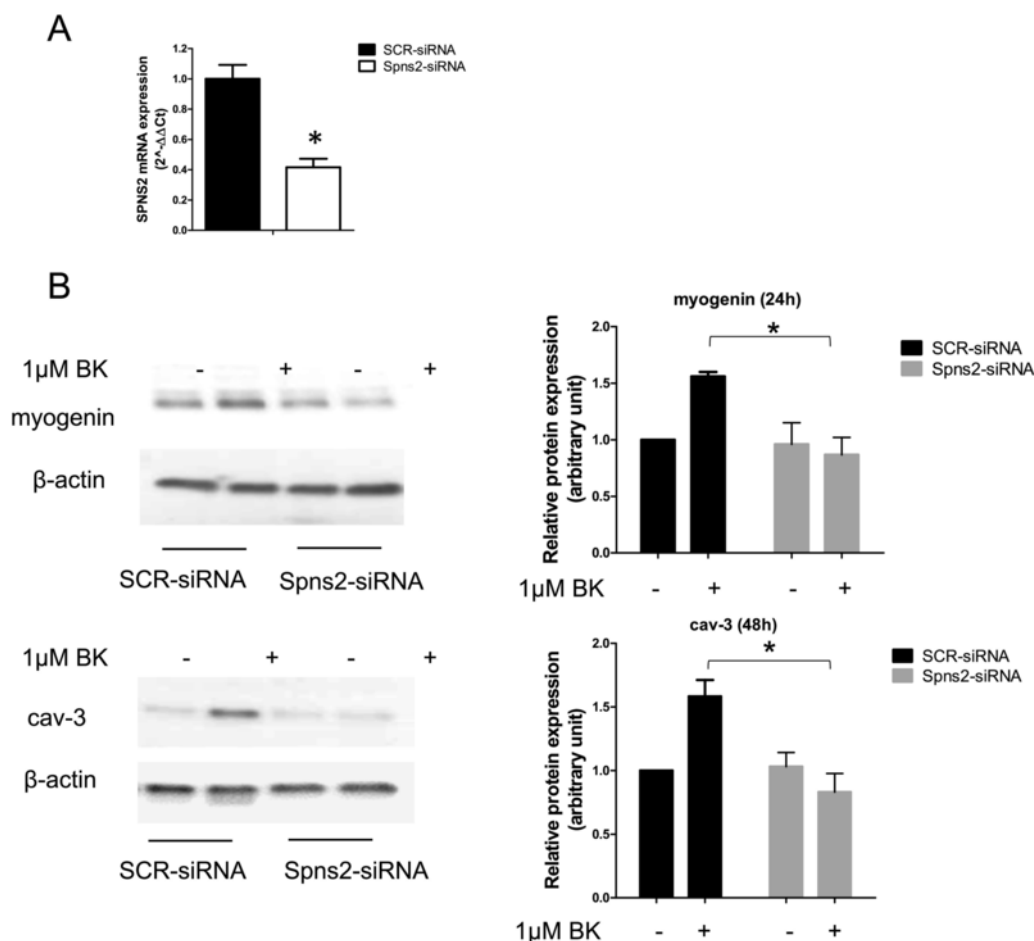 A
SPNS2 mRNA expression
(2^-ΔΔCt)
1.2
1.0
0.8
0.6
0.4
0.2
0.0
*
SCR-siRNA
Spns2-siRNA
B
1µM BK - + - +
myogenin
β-actin
SCR-siRNA Spns2-siRNA
myogenin (24h)
Relative protein expression
(arbitrary unit)
2.0
1.5
1.0
0.5
0.0
*
SCR-siRNA
Spns2-siRNA
1µM BK - + - +
1µM BK - + - +
cav-3
β-actin
SCR-siRNA Spns2-siRNA
cav-3 (48h)
Relative protein expression
(arbitrary unit)
2.0
1.5
1.0
0.5
0.0
*
SCR-siRNA
Spns2-siRNA
1µM BK - + - +